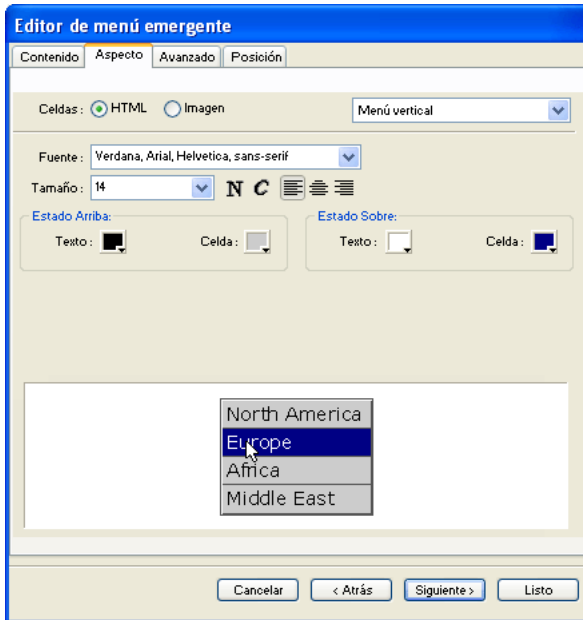 Editor de menú emergente
Contenido Aspecto Avanzado Posición
Celdas: HTML Imagen Menú vertical
Fuente: Verdana, Arial, Helvetica, sans-serif
Tamaño: 14 N C
Estado Arriba: Estado Sobre:
Texto: Celda: Texto: Celda:
North America
Europe
Africa
Middle East
Cancelar < Atrás Siguiente > Listo